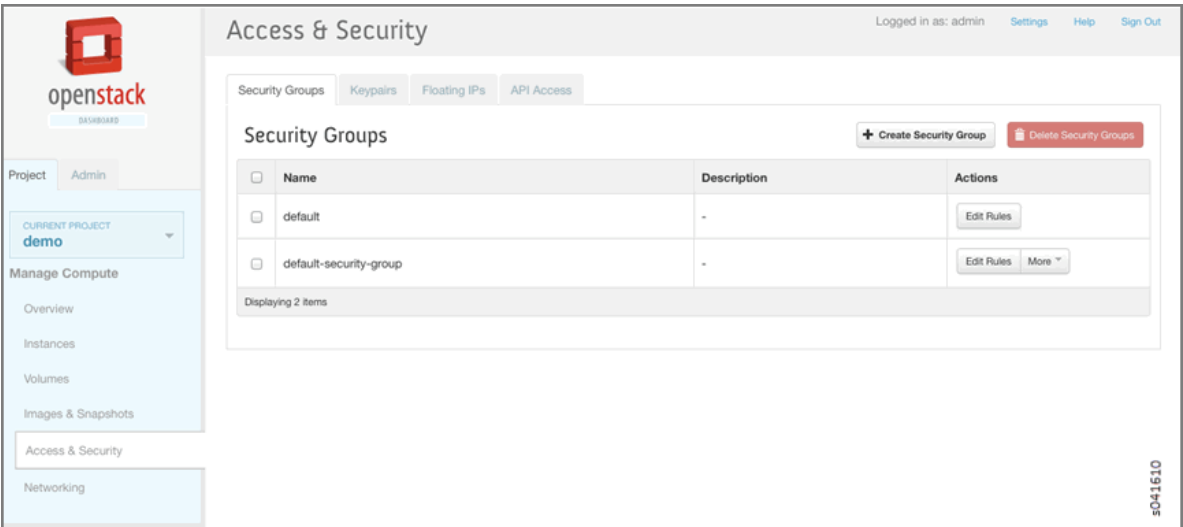 Access & Security
Logged in as: admin Settings Help Sign Out
openstack
DASHBOARD
Project Admin
CURRENT PROJECT
demo
Manage Compute
Overview
Instances
Volumes
Images & Snapshots
Access & Security
Networking
Security Groups Keypairs Floating IPs API Access
Security Groups
Create Security Group Delete Security Groups
Name Description Actions
default - Edit Rules
default-security-group - Edit Rules More
Displaying 2 items
s041610